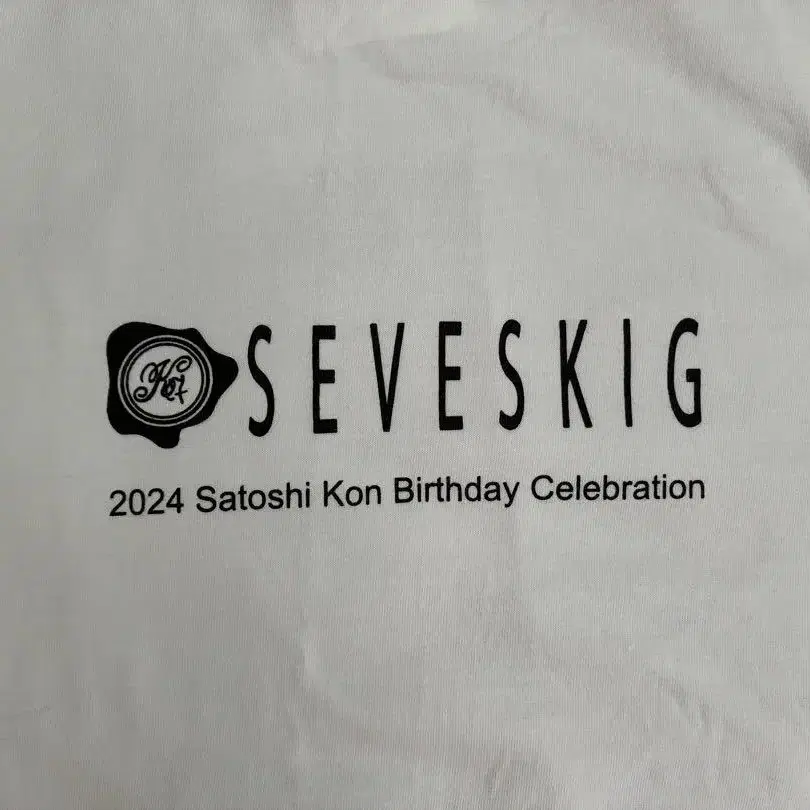 SEVESKIG
2024 Satoshi Kon Birthday Celebration